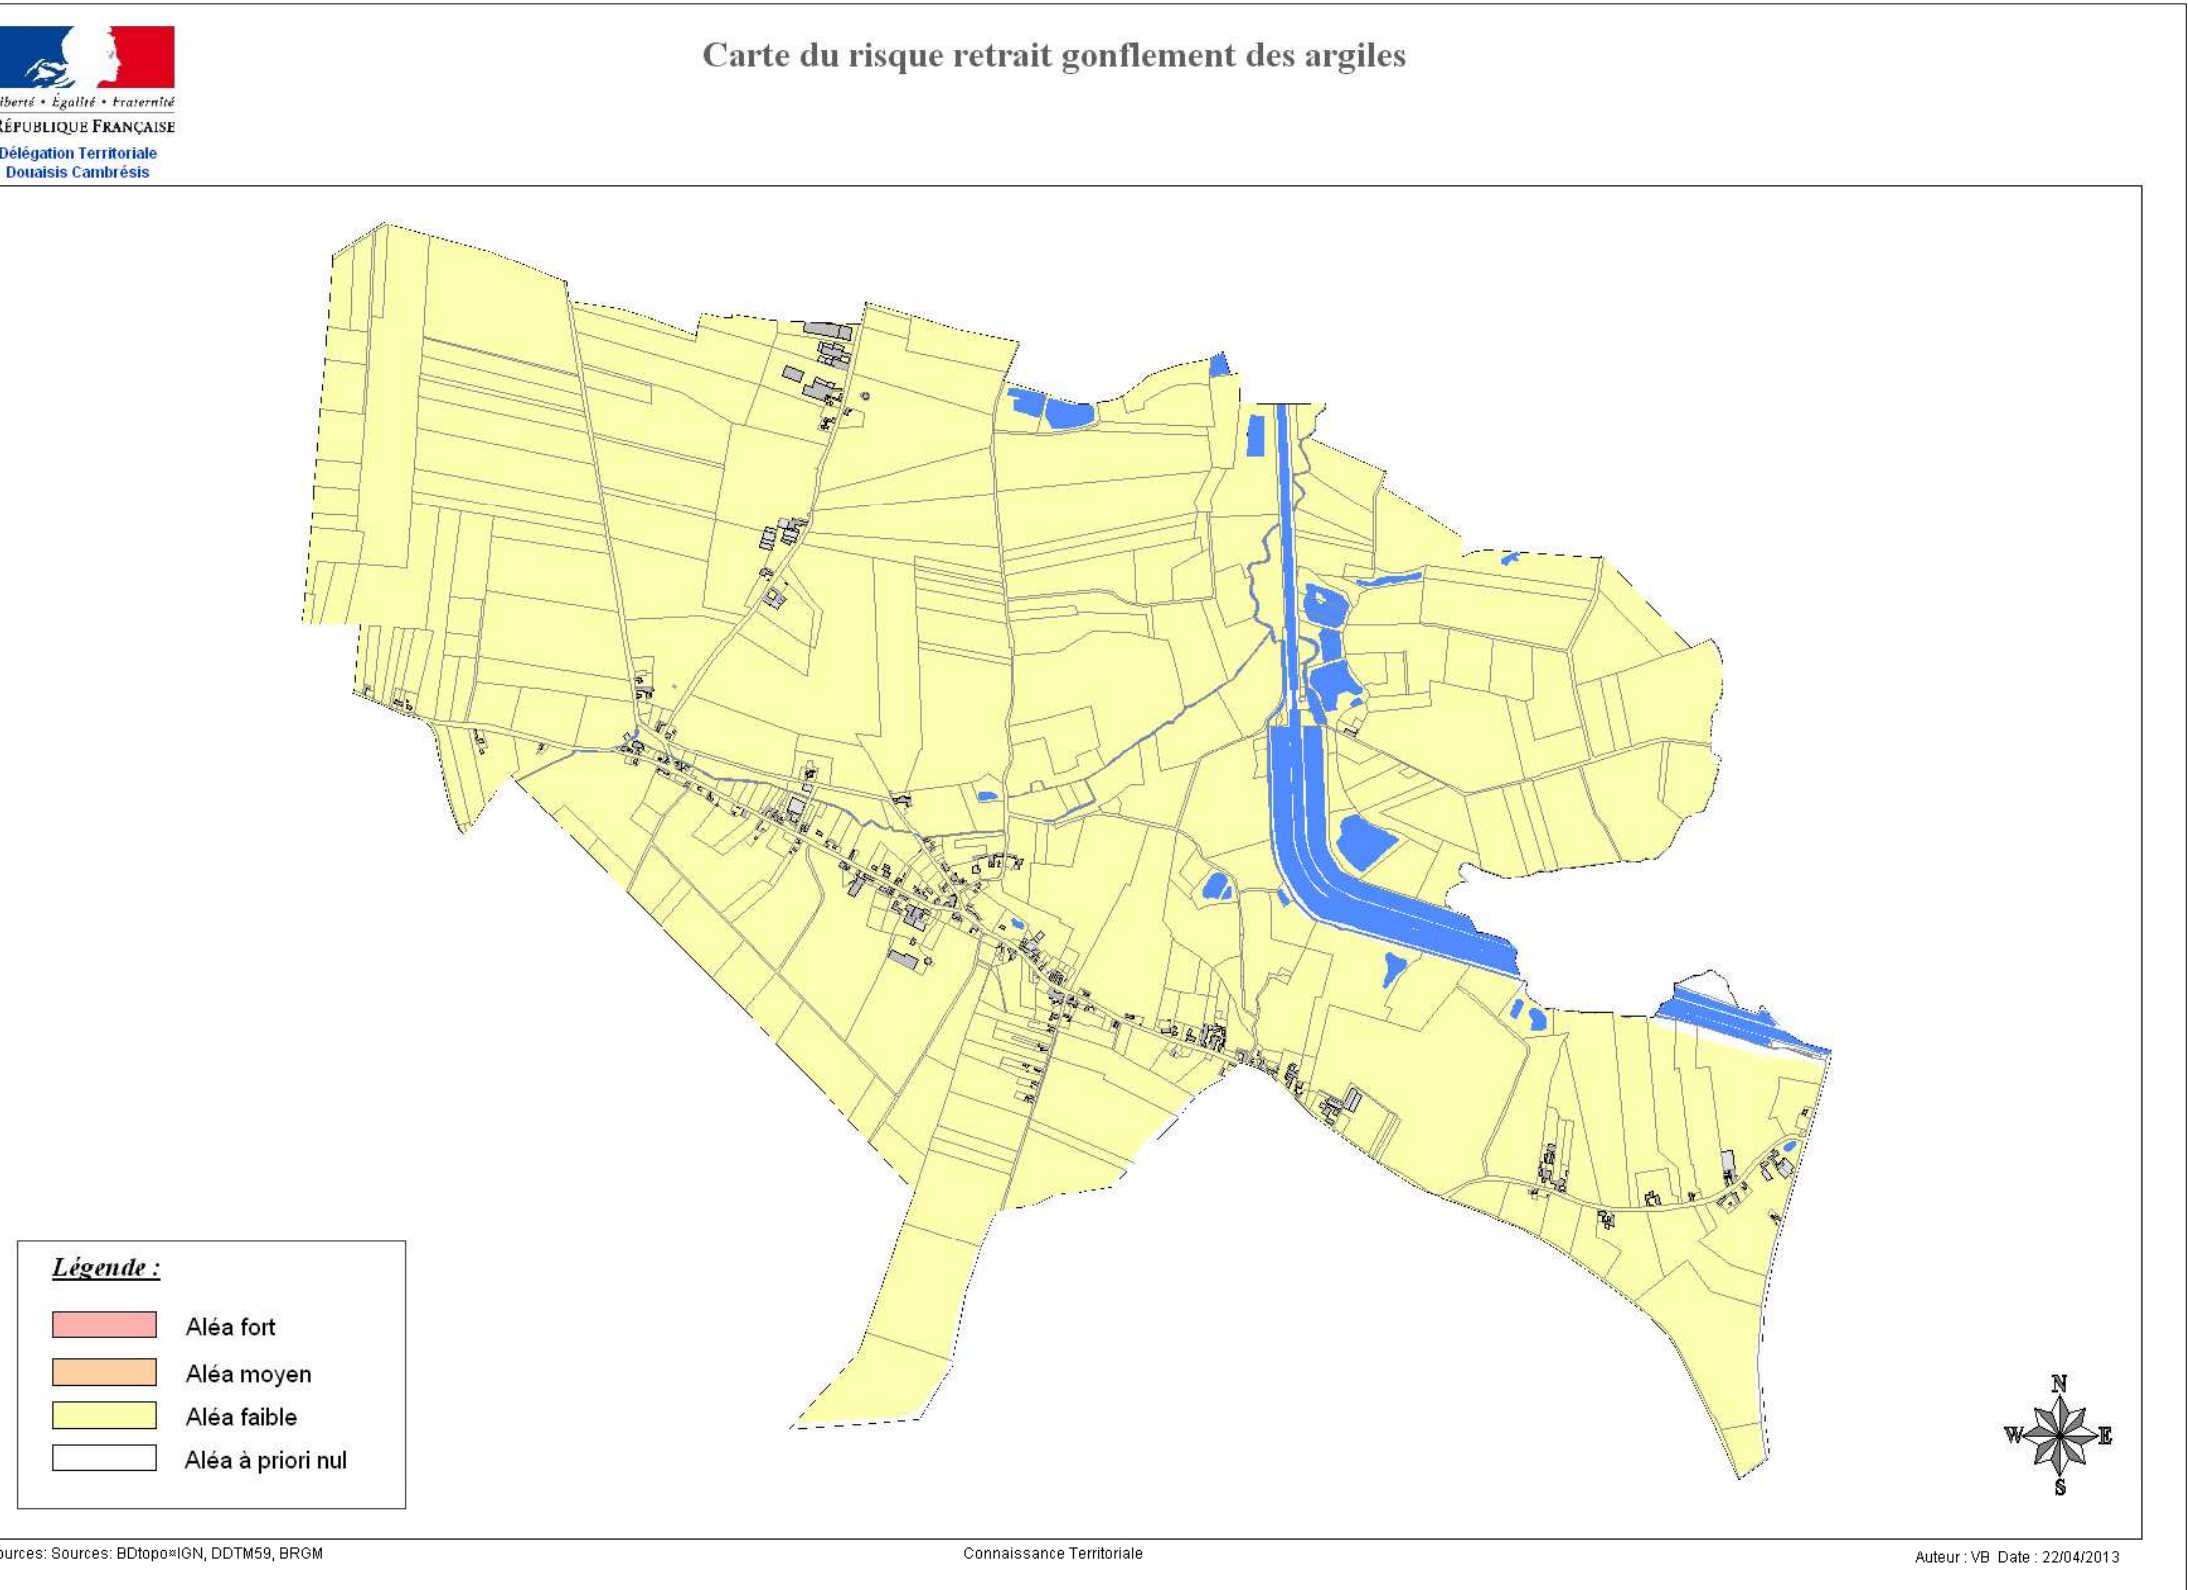 Carte du risque retrait gonflement des argiles
iberté • Égalité • Fraternité
RÉPUBLIQUE FRANÇAISE
Délégation Territoriale
Douaisis Cambrésis
Légende :
Aléa fort
Aléa moyen
Aléa faible
Aléa à priori nul
N
W E
S
ources: Sources: BDtopo¤IGN, DDTM59, BRGM
Connaissance Territoriale
Auteur : VB Date : 22/04/2013